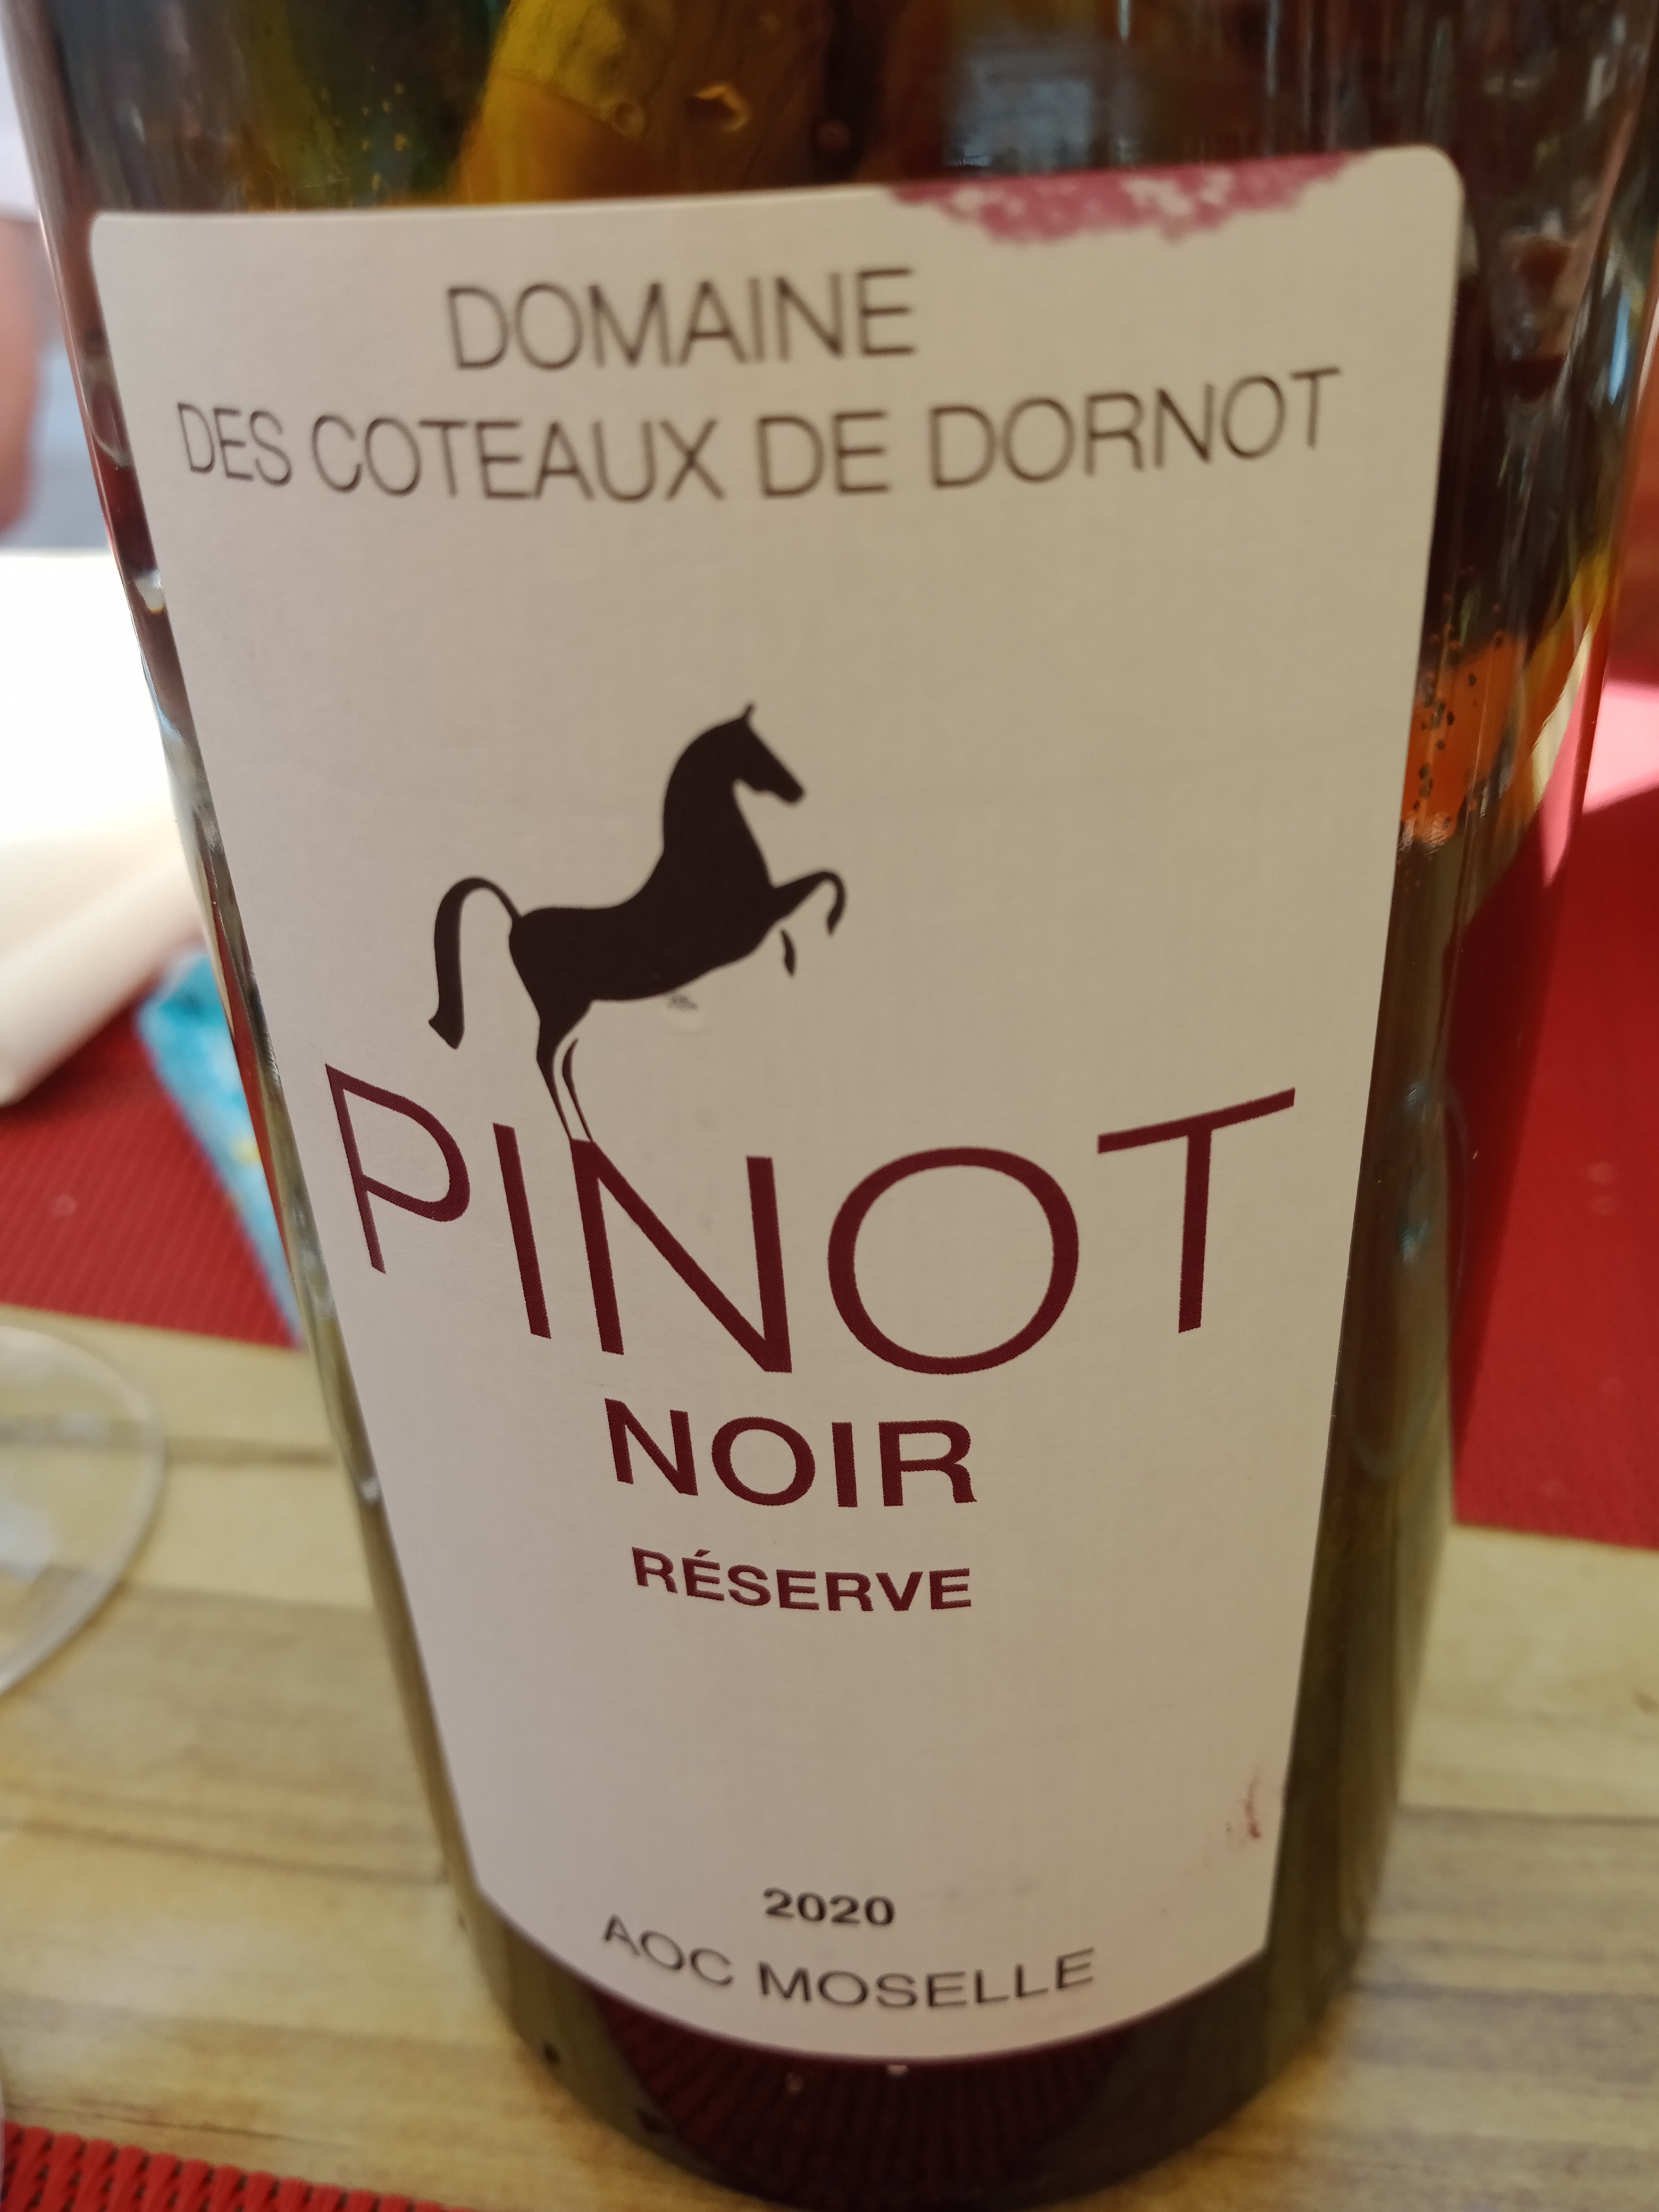 DOMAINE
DES COTEAUX DE DORNOT
PINOT
NOIR
RÉSERVE
2020
AOC MOSELLE